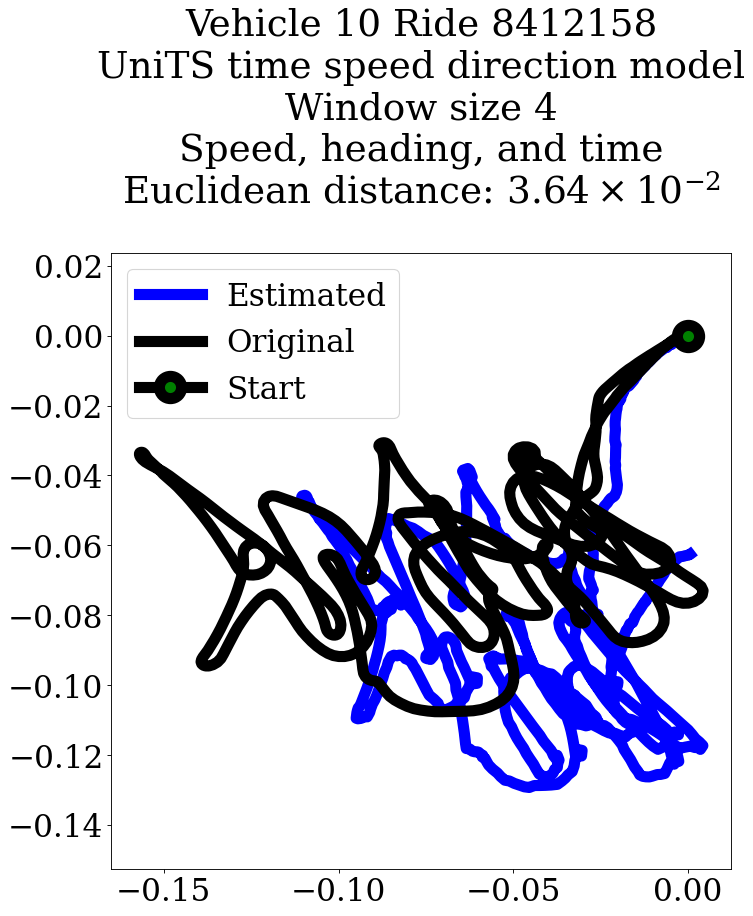 Vehicle 10 Ride 8412158
UniTS time speed direction model
Window size 4
Speed, heading, and time
Euclidean distance: 3.64 × 10⁻²
Estimated
Original
Start
0.02
0.00
−0.02
−0.04
−0.06
−0.08
−0.10
−0.12
−0.14
−0.15 −0.10 −0.05 0.00